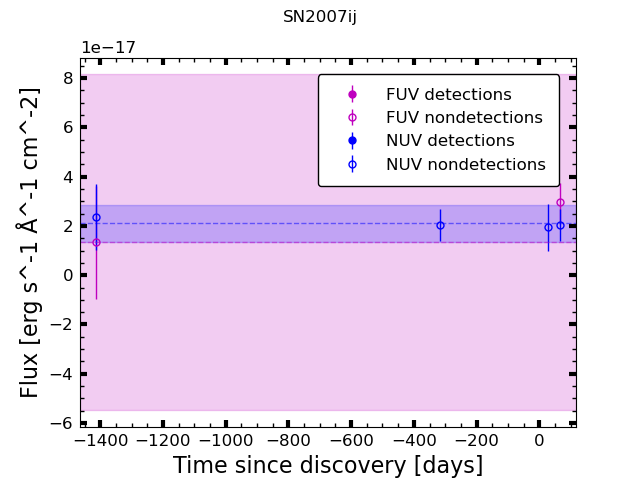 SN2007ij
1e−17
FUV detections
FUV nondetections
NUV detections
NUV nondetections
8
6
4
2
0
−2
−4
−6
Flux [erg s^-1 Å^-1 cm^-2]
−1400 −1200 −1000 −800 −600 −400 −200 0
Time since discovery [days]